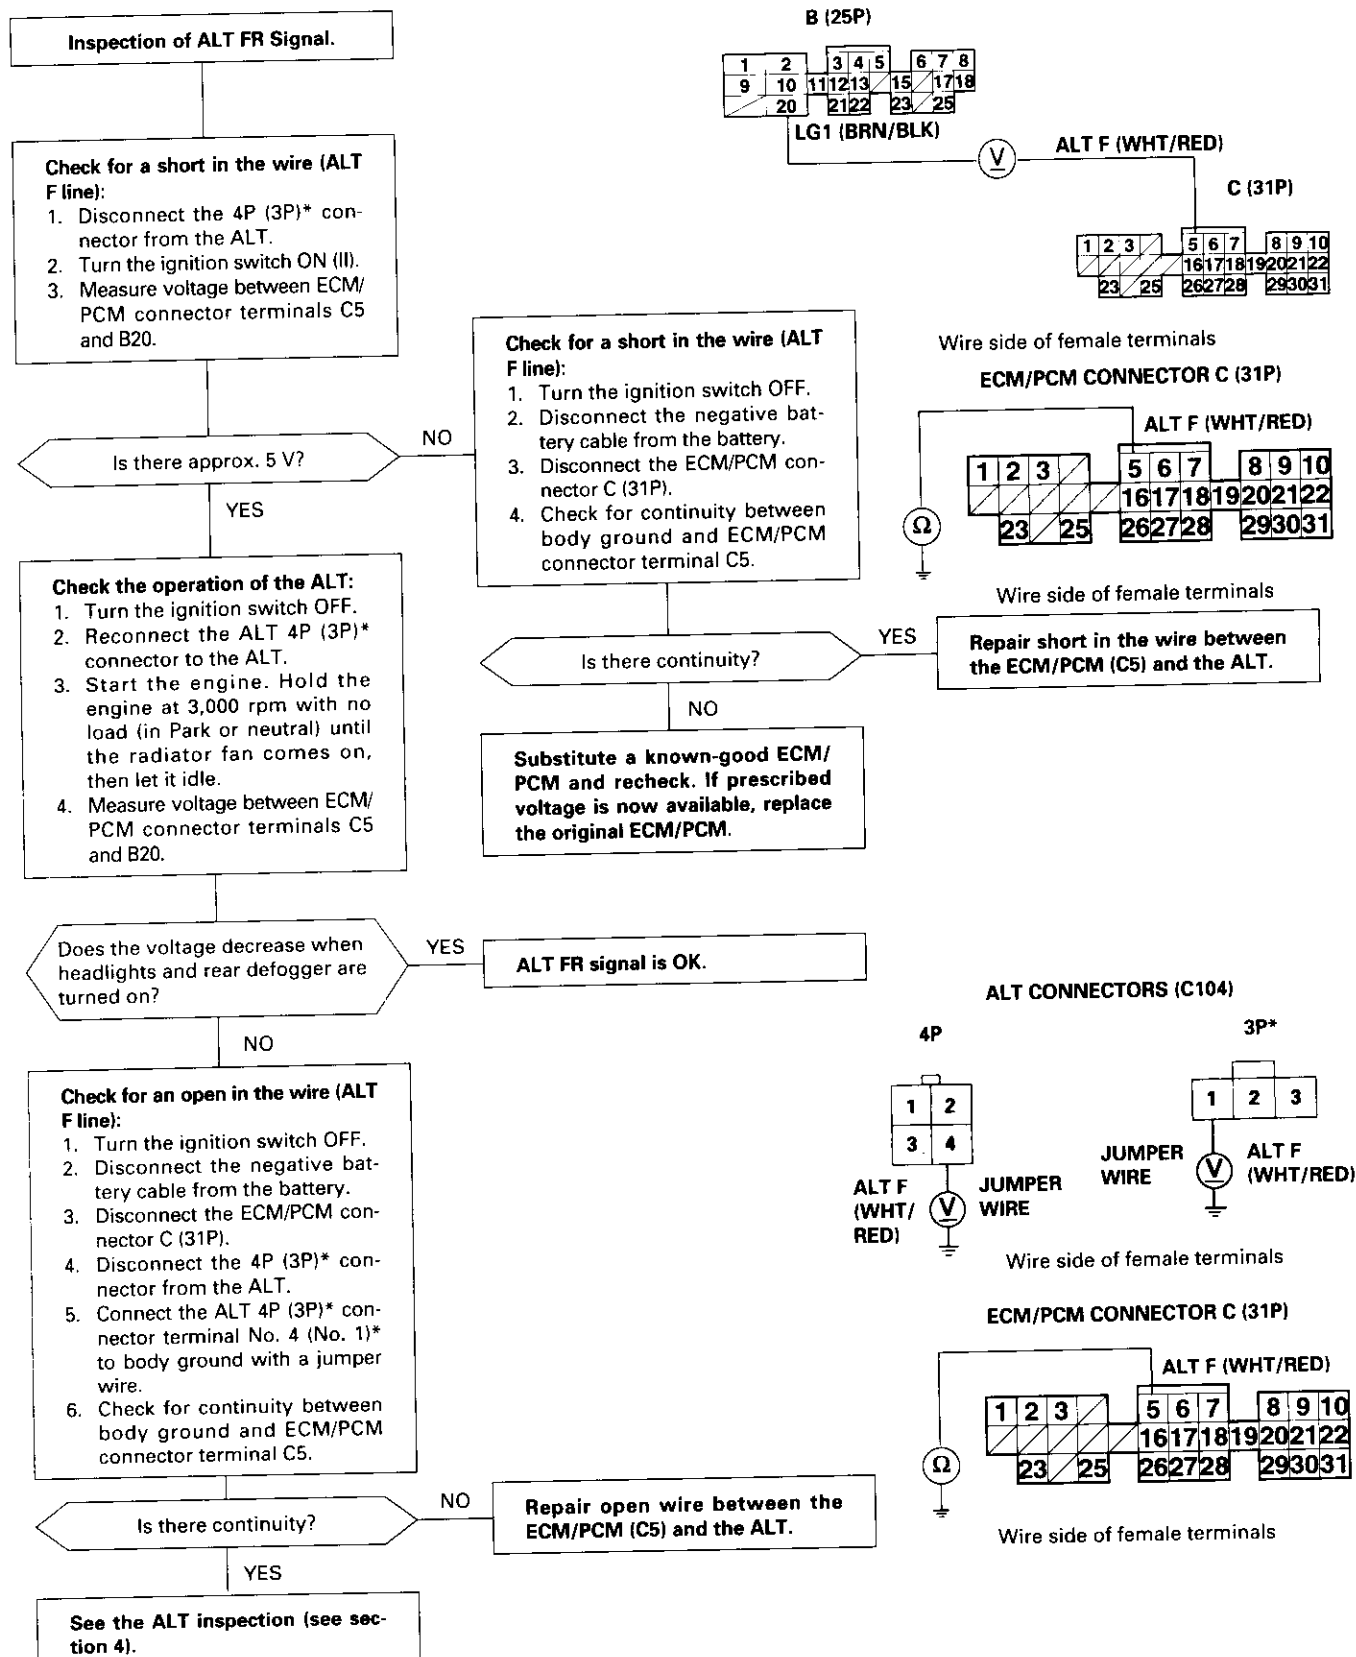 Inspection of ALT FR Signal.
Check for a short in the wire (ALT
F line):
1. Disconnect the 4P (3P)* con-
nector from the ALT.
2. Turn the ignition switch ON (II).
3. Measure voltage between ECM/
PCM connector terminals C5
and B20.
Is there approx. 5 V?
NO
YES
Check for a short in the wire (ALT
F line):
1. Turn the ignition switch OFF.
2. Disconnect the negative bat-
tery cable from the battery.
3. Disconnect the ECM/PCM con-
nector C (31P).
4. Check for continuity between
body ground and ECM/PCM
connector terminal C5.
Is there continuity?
YES
Repair short in the wire between
the ECM/PCM (C5) and the ALT.
NO
Substitute a known-good ECM/
PCM and recheck. If prescribed
voltage is now available, replace
the original ECM/PCM.
Check the operation of the ALT:
1. Turn the ignition switch OFF.
2. Reconnect the ALT 4P (3P)*
connector to the ALT.
3. Start the engine. Hold the
engine at 3,000 rpm with no
load (in Park or neutral) until
the radiator fan comes on,
then let it idle.
4. Measure voltage between ECM/
PCM connector terminals C5
and B20.
Does the voltage decrease when
headlights and rear defogger are
turned on?
YES
ALT FR signal is OK.
NO
Check for an open in the wire (ALT
F line):
1. Turn the ignition switch OFF.
2. Disconnect the negative bat-
tery cable from the battery.
3. Disconnect the ECM/PCM con-
nector C (31P).
4. Disconnect the 4P (3P)* con-
nector from the ALT.
5. Connect the ALT 4P (3P)* con-
nector terminal No. 4 (No. 1)*
to body ground with a jumper
wire.
6. Check for continuity between
body ground and ECM/PCM
connector terminal C5.
Is there continuity?
NO
Repair open wire between the
ECM/PCM (C5) and the ALT.
YES
See the ALT inspection (see sec-
tion 4).
B (25P)
1 2 3 4 5 6 7 8
9 10 11 12 13 15 17 18
20 21 22 23 25
LG1 (BRN/BLK)
V
ALT F (WHT/RED)
C (31P)
1 2 3 5 6 7 8 9 10
16 17 18 19 20 21 22
23 25 26 27 28 29 30 31
Wire side of female terminals
ECM/PCM CONNECTOR C (31P)
ALT F (WHT/RED)
1 2 3 5 6 7 8 9 10
16 17 18 19 20 21 22
Ω
23 25 26 27 28 29 30 31
Wire side of female terminals
ALT CONNECTORS (C104)
4P
1 2
3 4
ALT F
(WHT/
RED)
V
JUMPER
WIRE
3P*
1 2 3
JUMPER
WIRE
V
ALT F
(WHT/RED)
Wire side of female terminals
ECM/PCM CONNECTOR C (31P)
ALT F (WHT/RED)
1 2 3 5 6 7 8 9 10
16 17 18 19 20 21 22
Ω
23 25 26 27 28 29 30 31
Wire side of female terminals